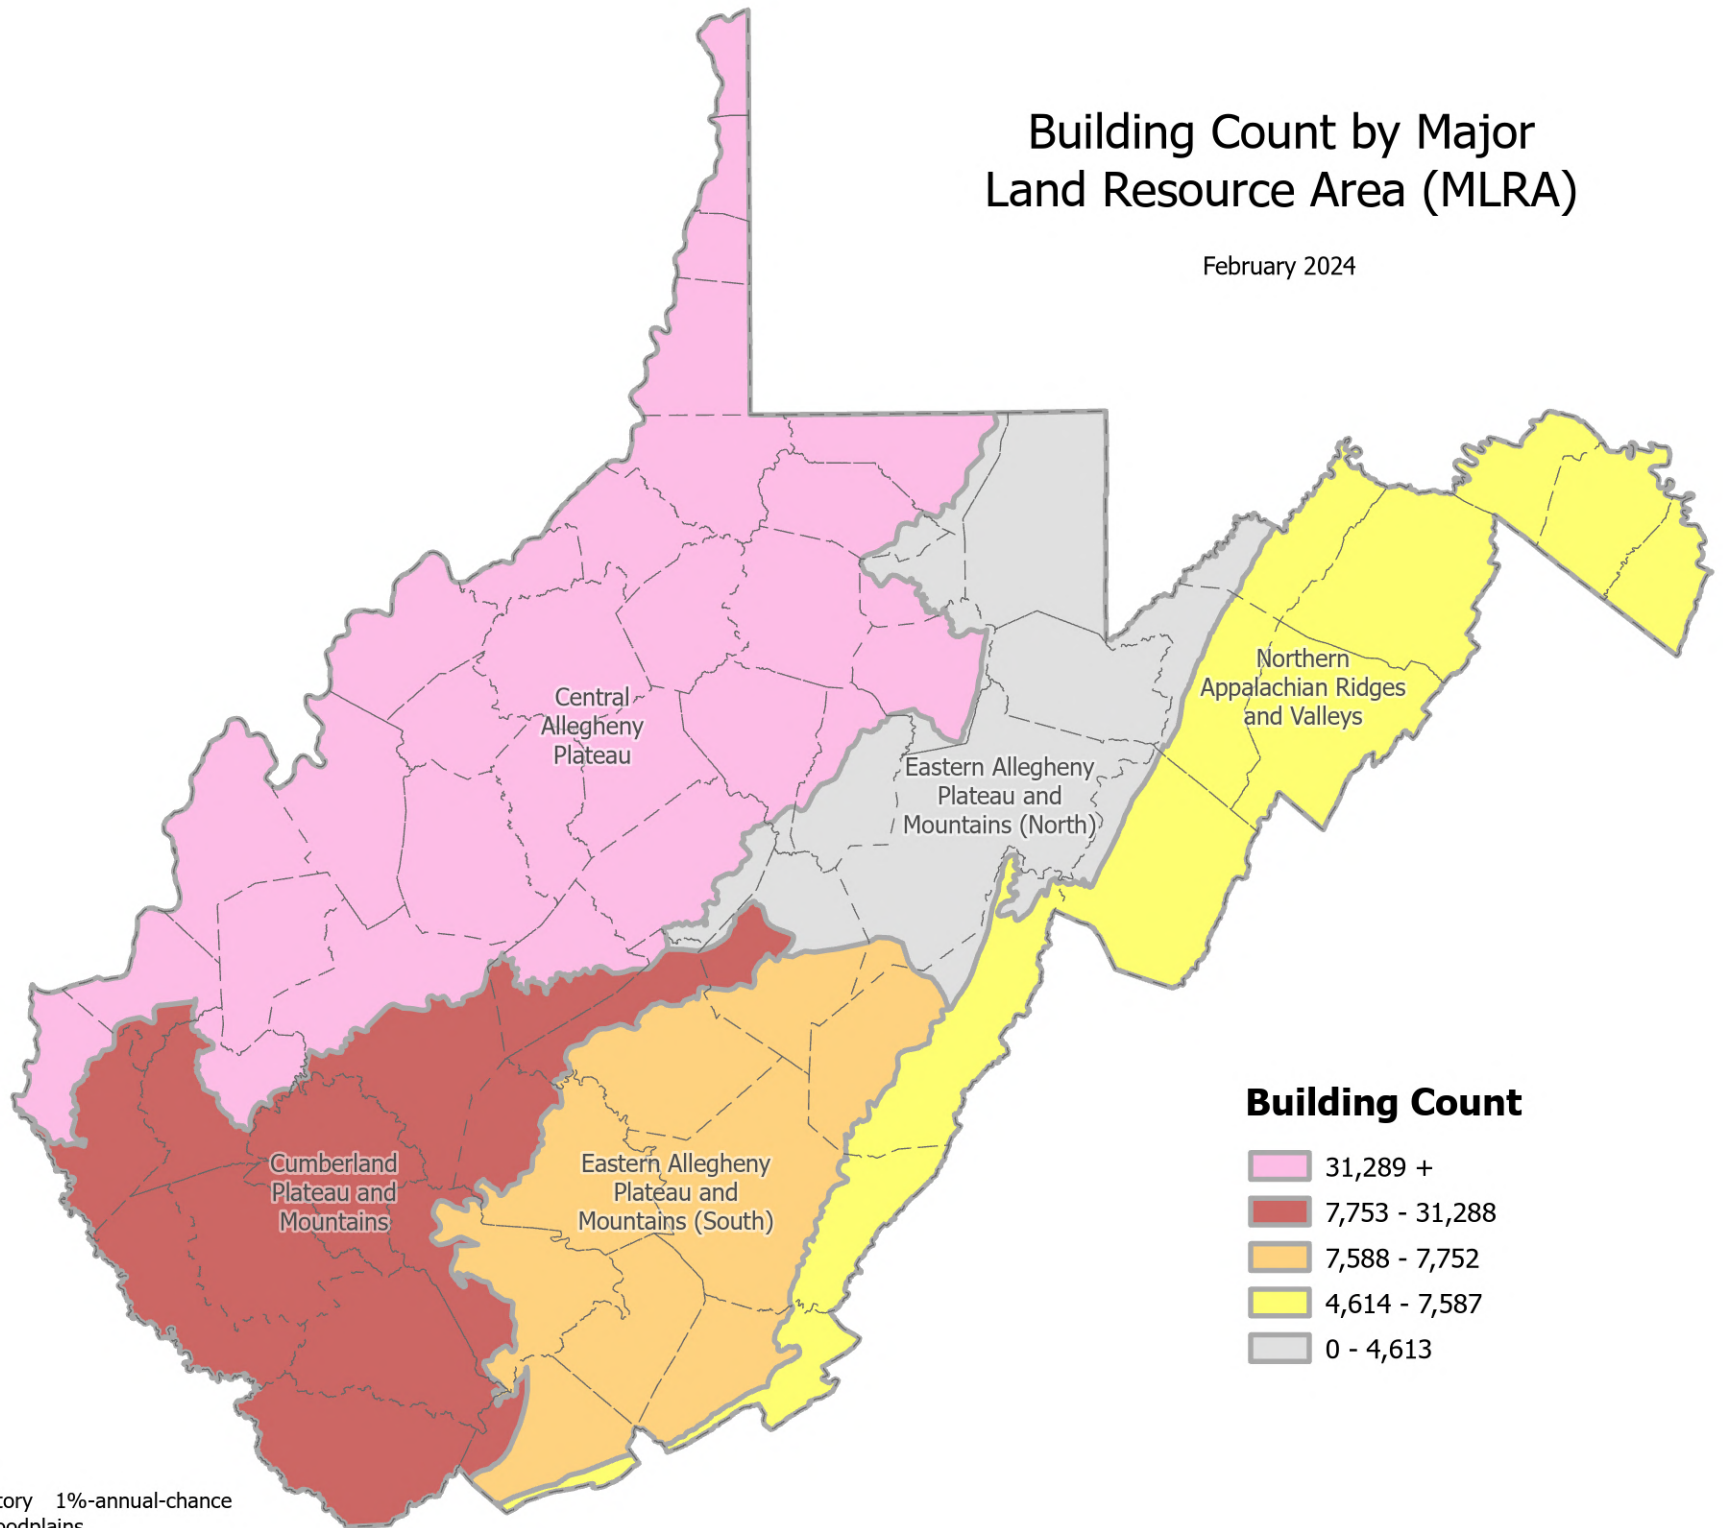 Building Count by Major
Land Resource Area (MLRA)
February 2024
Northern
Appalachian Ridges
and Valleys
Central
Allegheny
Plateau
Eastern Allegheny
Plateau and
Mountains (North)
Cumberland
Plateau and
Mountains
Eastern Allegheny
Plateau and
Mountains (South)
Building Count
31,289 +
7,753 - 31,288
7,588 - 7,752
4,614 - 7,587
0 - 4,613
1%-annual-chance